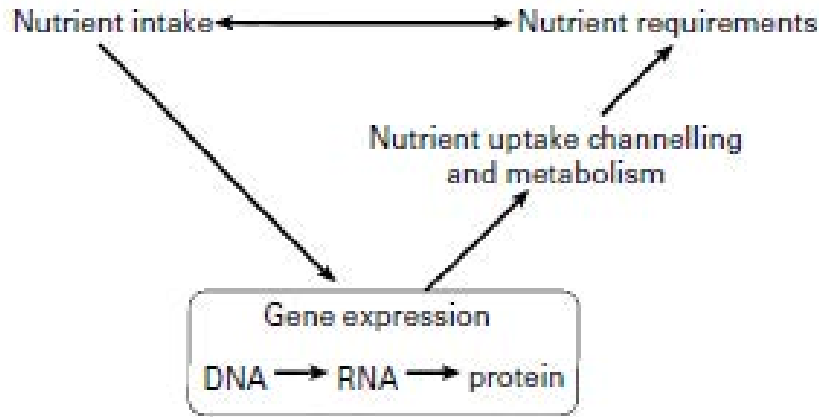 Nutrient intake Nutrient requirements
Nutrient uptake channelling
and metabolism
Gene expression
DNA RNA protein